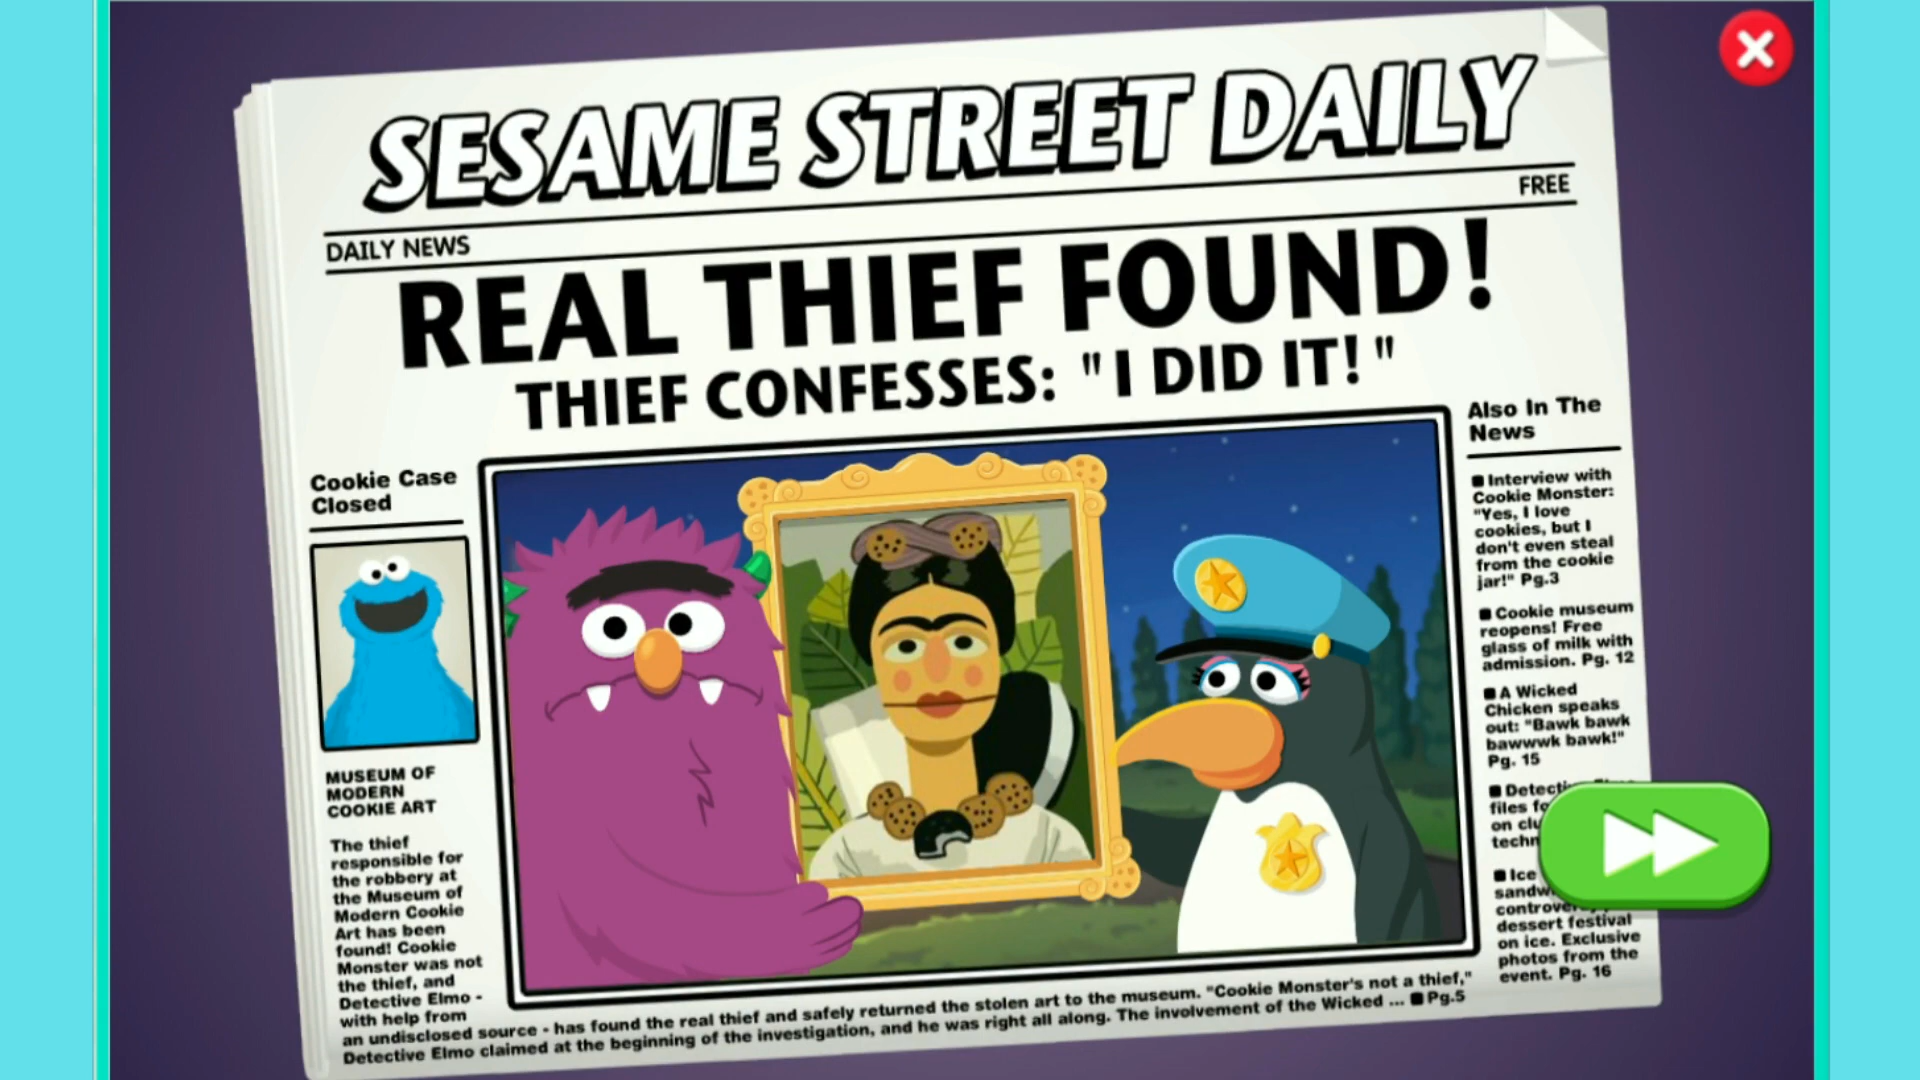 SESAME STREET DAILY
DAILY NEWS
FREE
REAL THIEF FOUND!
THIEF CONFESSES: "I DID IT!"
Cookie Case
Closed
MUSEUM OF
MODERN
COOKIE ART
The thief
responsible for
the robbery at
the Museum of
Modern Cookie
Art has been
found! Cookie
Monster was not
the thief, and
Detective Elmo -
with help from
an undisclosed source - has found the real thief and safely returned the stolen art to the museum. "Cookie Monster's not a thief,"
Detective Elmo claimed at the beginning of the investigation, and he was right all along. The involvement of the Wicked ... ■ Pg.5
Also In The
News
■ Interview with
Cookie Monster:
"Yes, I love
cookies, but I
don't even steal
from the cookie
jar!" Pg.3
■ Cookie museum
reopens! Free
glass of milk with
admission. Pg. 12
■ A Wicked
Chicken speaks
out: "Bawk bawk
bawwwk bawk!"
Pg. 15
■
files
on
■ Ice
dessert festival
on ice. Exclusive
photos from the
event. Pg. 16